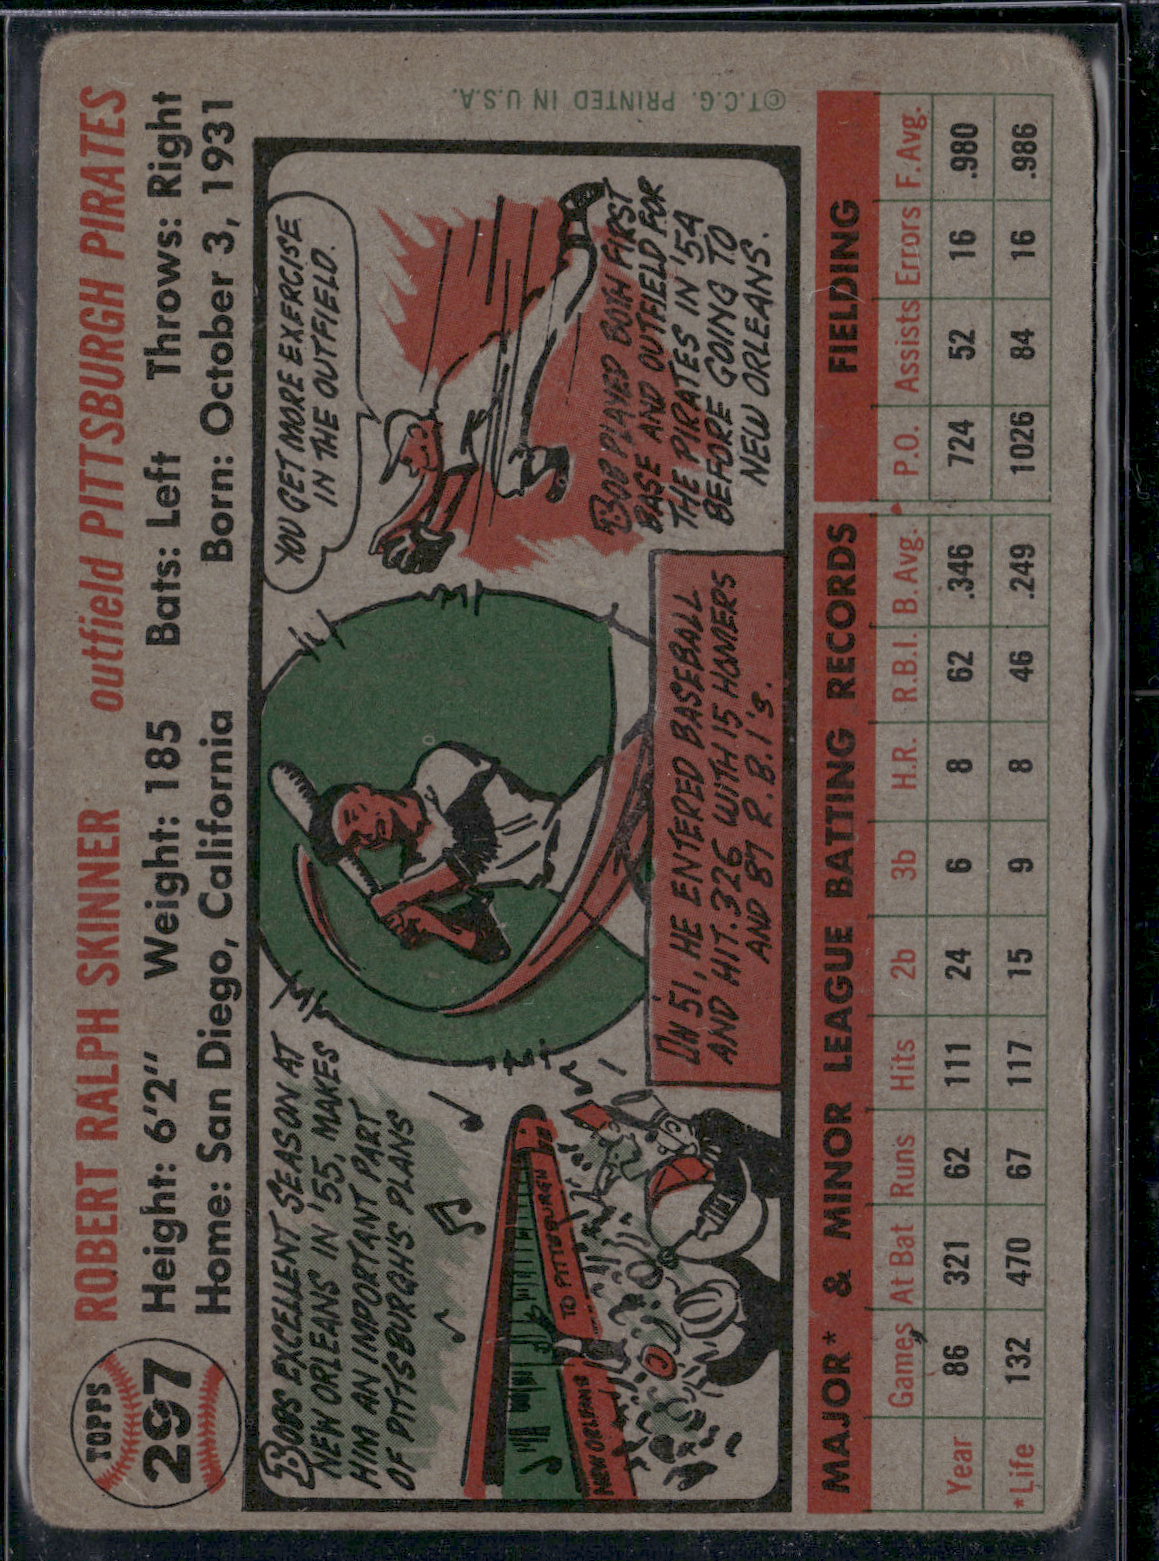 TOPPS
297
ROBERT RALPH SKINNER outfield PITTSBURGH PIRATES
Height: 6'2" Weight: 185 Bats: Left Throws: Right
Home: San Diego, California Born: October 3, 1931
BOB'S EXCELLENT SEASON AT
NEW ORLEANS IN '55, MAKES
HIM AN IMPORTANT PART
OF PITTSBURGH'S PLANS
NEW ORLEANS
TO PITTSBURGH
IN '51, HE ENTERED BASEBALL
AND HIT .326 WITH 15 HOMERS
AND 87 R.B.I's.
YOU GET MORE EXERCISE
IN THE OUTFIELD.
BOB PLAYED BOTH FIRST
BASE AND OUTFIELD FOR
THE PIRATES IN '54
BEFORE GOING TO
NEW ORLEANS.
©T.C.G. PRINTED IN U.S.A.
MAJOR* & MINOR LEAGUE BATTING RECORDS FIELDING
Games At Bat Runs Hits 2b 3b H.R. R.B.I. B.Avg. P.O. Assists Errors F.Avg.
Year 86 321 62 111 24 6 8 62 .346 724 52 16 .980
*Life 132 470 67 117 15 9 8 46 .249 1026 84 16 .986